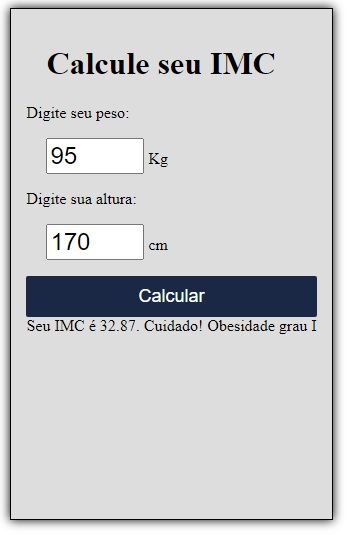 Calcule seu IMC
Digite seu peso:
95 Kg
Digite sua altura:
170 cm
Calcular
Seu IMC é 32.87. Cuidado! Obesidade grau I